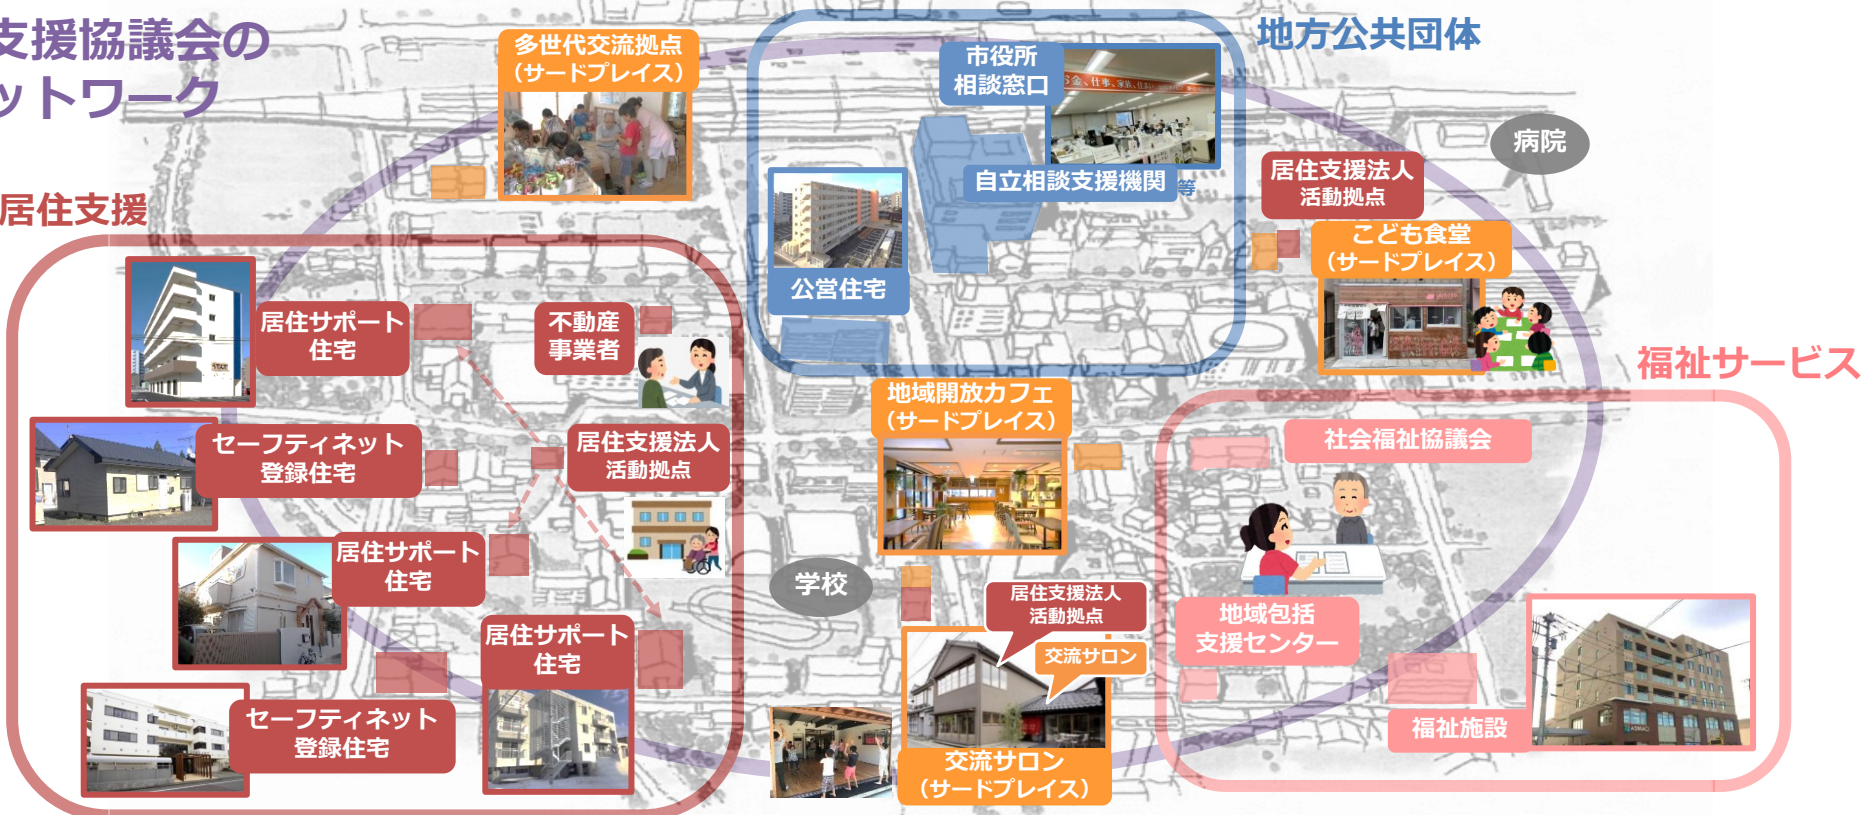 支援協議会の
ットワーク
居住支援
多世代交流拠点
（サードプレイス）
地方公共団体
市役所
相談窓口
お金、仕事、家族、住まい
自立相談支援機関 等
公営住宅
病院
居住支援法人
活動拠点
こども食堂
（サードプレイス）
福祉サービス
居住サポート
住宅
不動産
事業者
セーフティネット
登録住宅
居住支援法人
活動拠点
居住サポート
住宅
居住サポート
住宅
セーフティネット
登録住宅
地域開放カフェ
（サードプレイス）
学校
居住支援法人
活動拠点
交流サロン
交流サロン
（サードプレイス）
社会福祉協議会
地域包括
支援センター
福祉施設